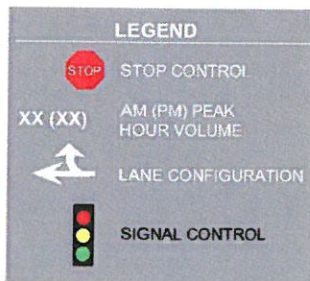 LEGEND
STOP STOP CONTROL
XX (XX) AM (PM) PEAK
HOUR VOLUME
LANE CONFIGURATION
SIGNAL CONTROL